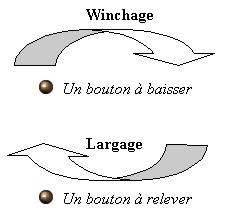 Winchage
Un bouton à baisser
Largage
Un bouton à relever